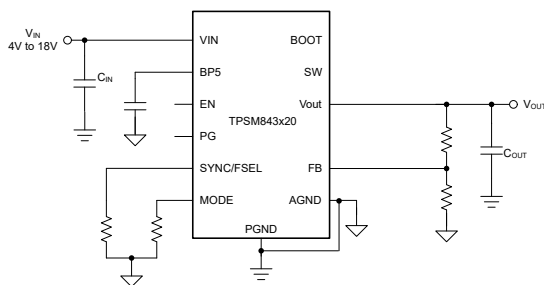 VIN
4V to 18V
CIN
VIN
BP5
EN
PG
SYNC/FSEL
MODE
TPSM843x20
BOOT
SW
Vout
FB
AGND
PGND
VOUT
COUT